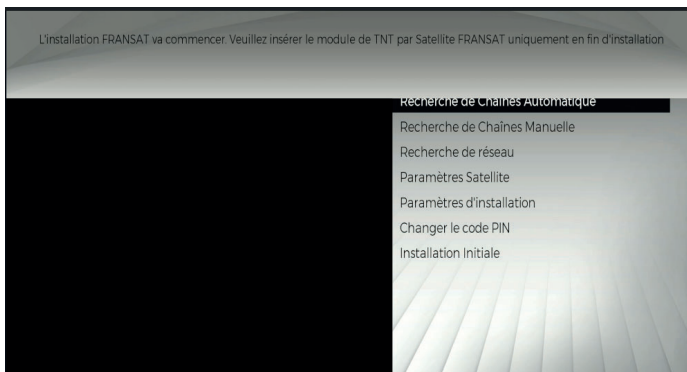 L'installation FRANSAT va commencer. Veuillez insérer le module de TNT par Satellite FRANSAT uniquement en fin d'installation
Recherche de Chaînes Automatique
Recherche de Chaînes Manuelle
Recherche de réseau
Paramètres Satellite
Paramètres d'installation
Changer le code PIN
Installation Initiale